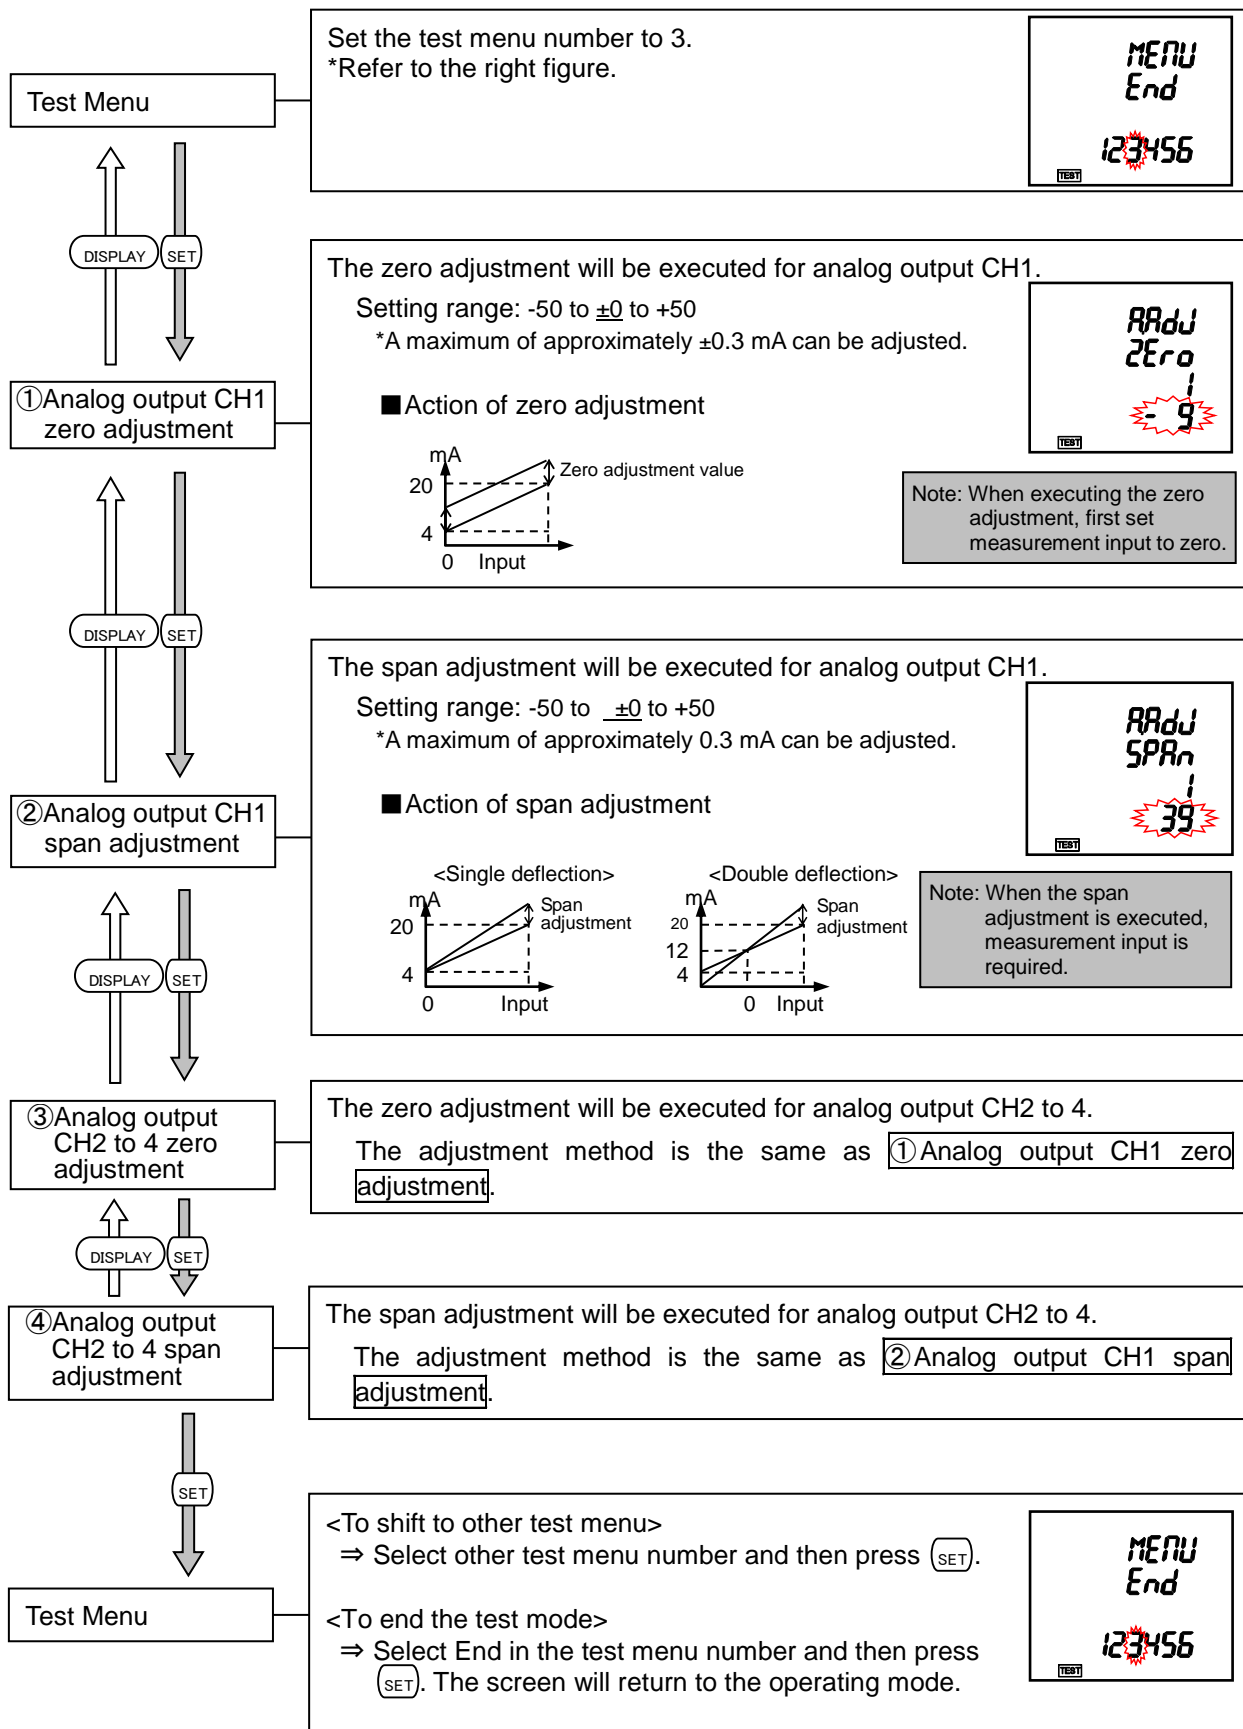 Set the test menu number to 3.
*Refer to the right figure.
MENU
End
123456
TEST
Test Menu
DISPLAY
SET
The zero adjustment will be executed for analog output CH1.
Setting range: -50 to ±0 to +50
*A maximum of approximately ±0.3 mA can be adjusted.
AAdJ
ZEro
1
- 9
TEST
①Analog output CH1
zero adjustment
■Action of zero adjustment
mA
20
4
0
Input
Zero adjustment value
Note: When executing the zero
adjustment, first set
measurement input to zero.
DISPLAY
SET
The span adjustment will be executed for analog output CH1.
Setting range: -50 to ±0 to +50
*A maximum of approximately 0.3 mA can be adjusted.
AAdJ
SPAn
1
39
TEST
②Analog output CH1
span adjustment
■Action of span adjustment
<Single deflection>
mA
20
4
0
Input
Span
adjustment
<Double deflection>
mA
20
12
4
0
Input
Span
adjustment
Note: When the span
adjustment is executed,
measurement input is
required.
DISPLAY
SET
③Analog output
CH2 to 4 zero
adjustment
The zero adjustment will be executed for analog output CH2 to 4.
The adjustment method is the same as ①Analog output CH1 zero
adjustment.
DISPLAY
SET
④Analog output
CH2 to 4 span
adjustment
The span adjustment will be executed for analog output CH2 to 4.
The adjustment method is the same as ②Analog output CH1 span
adjustment.
SET
Test Menu
<To shift to other test menu>
⇒ Select other test menu number and then press SET.
<To end the test mode>
⇒ Select End in the test menu number and then press
SET. The screen will return to the operating mode.
MENU
End
123456
TEST